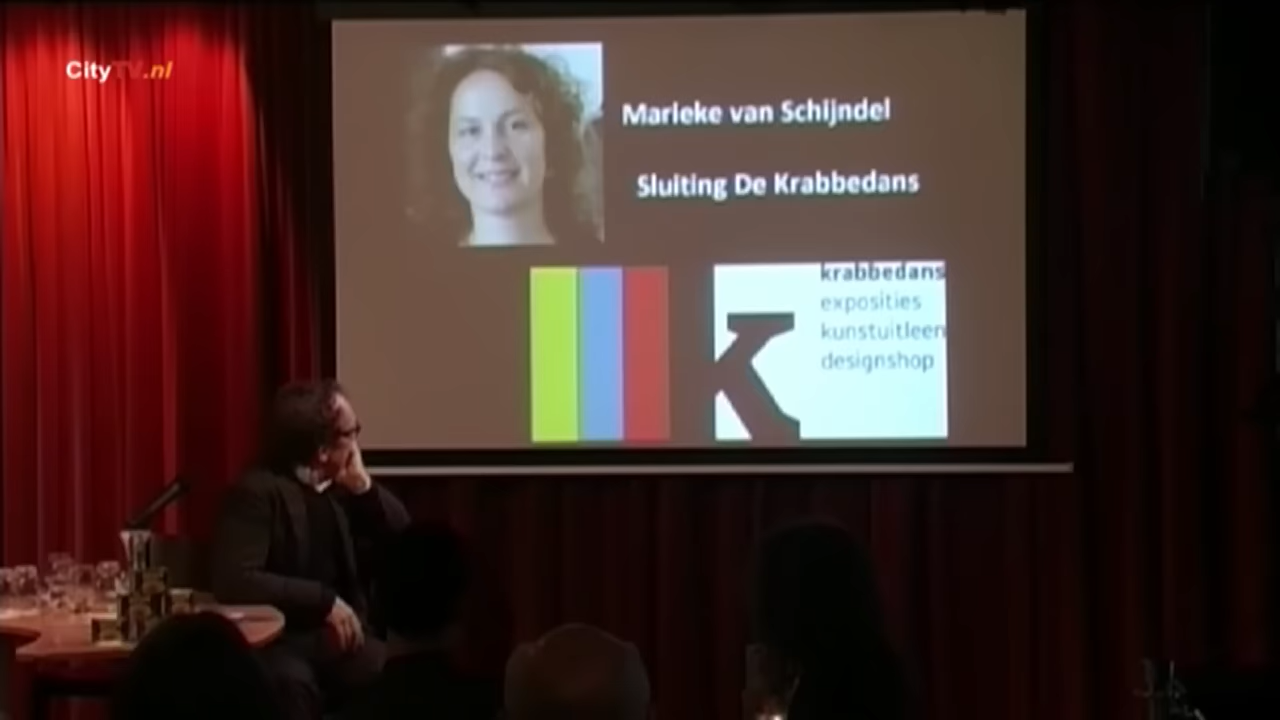 CityTV.nl
Marieke van Schijndel
Sluiting De Krabbedans
krabbedans
exposities
kunstuitleen
designshop
K